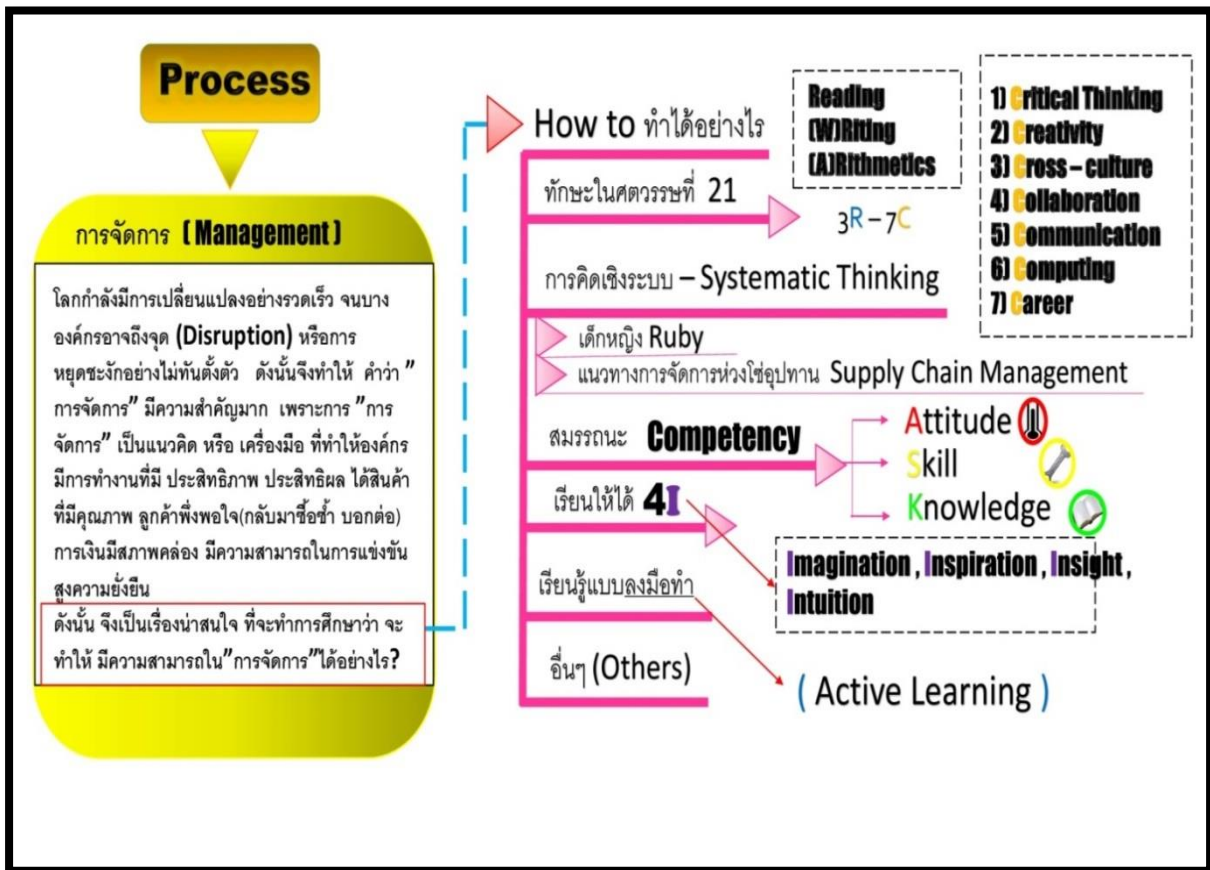 Process
การจัดการ (Management)
โลกกำลังมีการเปลี่ยนแปลงอย่างรวดเร็ว จนบาง
องค์กรอาจถึงจุด (Disruption) หรือการ
หยุดชะงักอย่างไม่ทันตั้งตัว ดังนั้นจึงทำให้ คำว่า ”
การจัดการ” มีความสำคัญมาก เพราะการ ”การ
จัดการ” เป็นแนวคิด หรือ เครื่องมือ ที่ทำให้องค์กร
มีการทำงานที่มี ประสิทธิภาพ ประสิทธิผล ได้สินค้า
ที่มีคุณภาพ ลูกค้าพึ่งพอใจ(กลับมาซื้อซ้ำ บอกต่อ)
การเงินมีสภาพคล่อง มีความสามารถในการแข่งขัน
สูงความยั่งยืน
ดังนั้น จึงเป็นเรื่องน่าสนใจ ที่จะทำการศึกษาว่า จะ
ทำให้ มีความสามารถใน”การจัดการ”ได้อย่างไร?
How to ทำได้อย่างไร
ทักษะในศตวรรษที่ 21
3R – 7C
Reading
(W)Riting
(A)Rithmetics
1) Critical Thinking
2) Creativity
3) Cross – culture
4) Collaboration
5) Communication
6) Computing
7) Career
การคิดเชิงระบบ – Systematic Thinking
เด็กหญิง Ruby
แนวทางการจัดการห่วงโซ่อุปทาน Supply Chain Management
สมรรถนะ Competency
Attitude
Skill
Knowledge
เรียนให้ได้ 4I
Imagination , Inspiration , Insight ,
Intuition
เรียนรู้แบบลงมือทำ
( Active Learning )
อื่นๆ (Others)